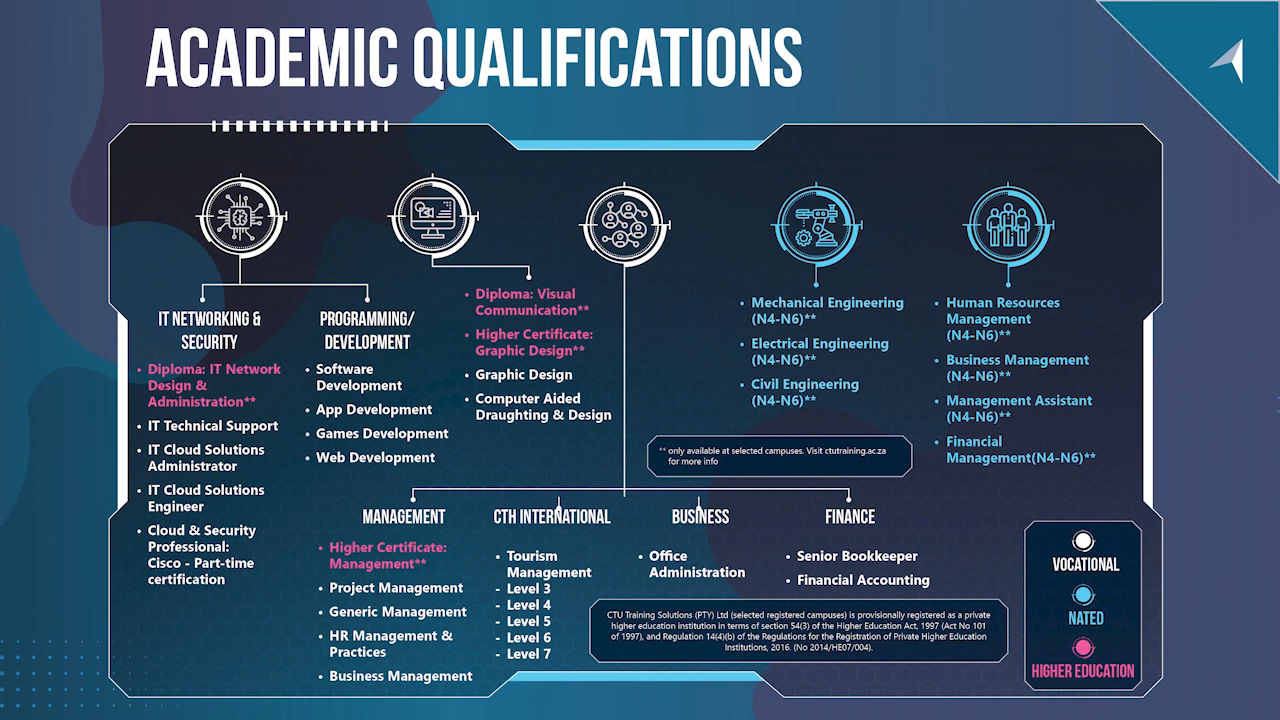 ACADEMIC QUALIFICATIONS
IT NETWORKING &
SECURITY
• Diploma: IT Network
Design &
Administration**
• IT Technical Support
• IT Cloud Solutions
Administrator
• IT Cloud Solutions
Engineer
• Cloud & Security
Professional:
Cisco - Part-time
certification
PROGRAMMING/
DEVELOPMENT
• Software
Development
• App Development
• Games Development
• Web Development
• Diploma: Visual
Communication**
• Higher Certificate:
Graphic Design**
• Graphic Design
• Computer Aided
Draughting & Design
• Mechanical Engineering
(N4-N6)**
• Electrical Engineering
(N4-N6)**
• Civil Engineering
(N4-N6)**
• Human Resources
Management
(N4-N6)**
• Business Management
(N4-N6)**
• Management Assistant
(N4-N6)**
• Financial
Management(N4-N6)**
** only available at selected campuses. Visit ctutraining.ac.za
for more info
MANAGEMENT
• Higher Certificate:
Management**
• Project Management
• Generic Management
• HR Management &
Practices
• Business Management
CTH INTERNATIONAL
• Tourism
Management
- Level 3
- Level 4
- Level 5
- Level 6
- Level 7
BUSINESS
• Office
Administration
FINANCE
• Senior Bookkeeper
• Financial Accounting
CTU Training Solutions (PTY) Ltd (selected registered campuses) is provisionally registered as a private
higher education institution in terms of section 54(3) of the Higher Education Act, 1997 (Act No 101
of 1997), and Regulation 14(4)(b) of the Regulations for the Registration of Private Higher Education
Institutions, 2016. (No 2014/HE07/004).
VOCATIONAL
NATED
HIGHER EDUCATION